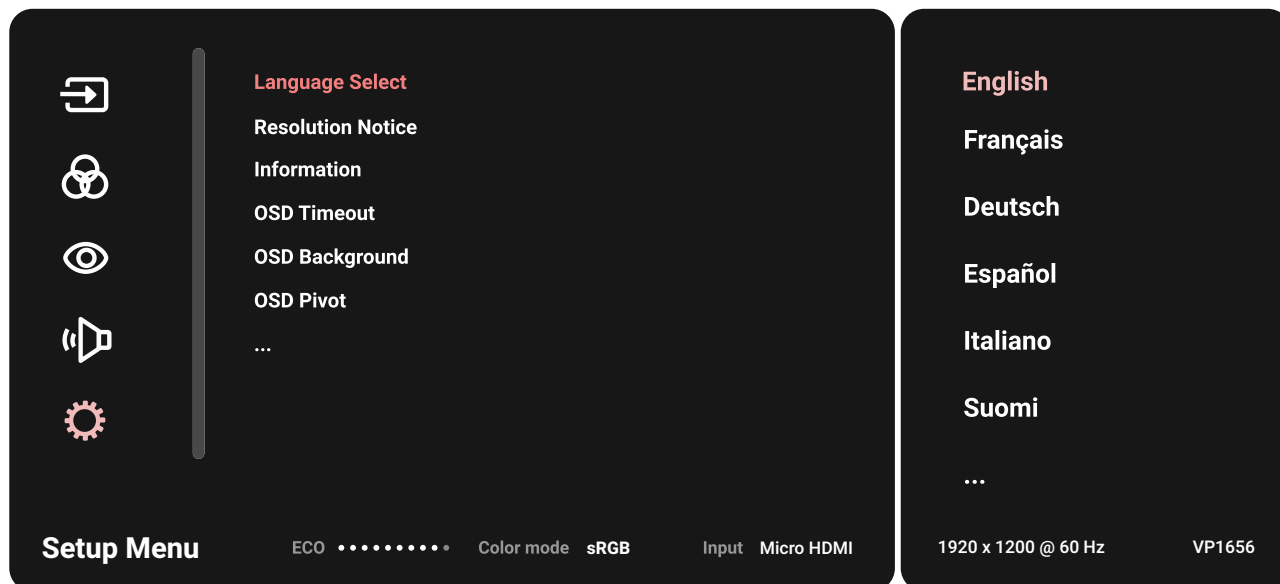 Language Select
Resolution Notice
Information
OSD Timeout
OSD Background
OSD Pivot
...
English
Français
Deutsch
Español
Italiano
Suomi
...
Setup Menu ECO Color mode sRGB Input Micro HDMI
1920 x 1200 @ 60 Hz VP1656